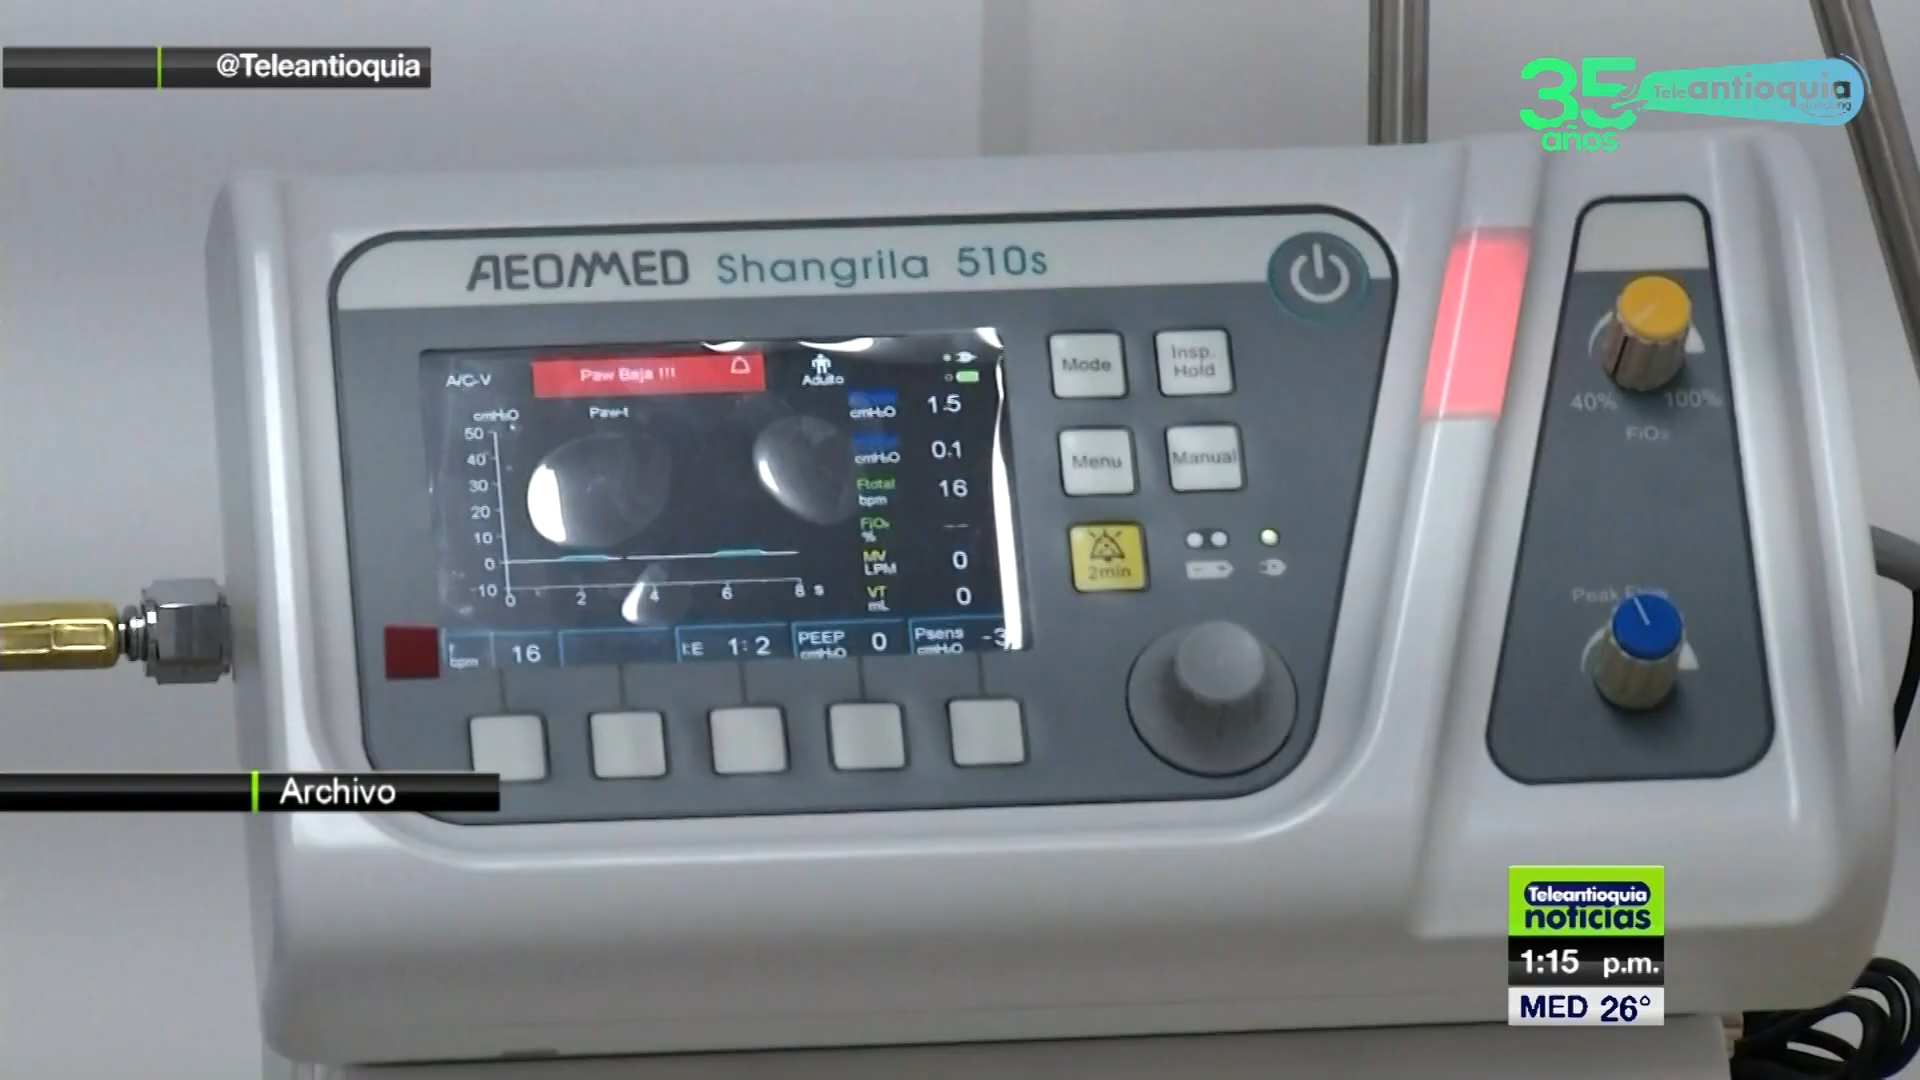 @Teleantioquia
35 Teleantioquia
años
AEOMMED Shangrila 510s
A/C-V
Paw Baja !!!
Adulto
cmH₂O
Paw-t
50
40
30
20
10
0
-10
0 2 4 6 8 s
cmH₂O 1.5
cmH₂O 0.1
Ftotal
bpm
16
FiO₂
%
---
MV
LPM
0
VT
mL
0
f
bpm
16
I:E 1:2
PEEP
cmH₂O
0
Psens
cmH₂O
-3
Mode
Insp.
Hold
Menu
Manual
2min
40% 100%
FiO₂
Peak Flow
Archivo
Teleantioquia
noticias
1:15 p.m.
MED 26°